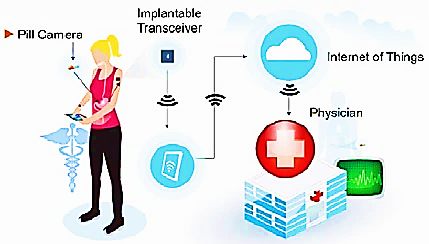 Pill Camera
Implantable
Transceiver
Internet of Things
Physician